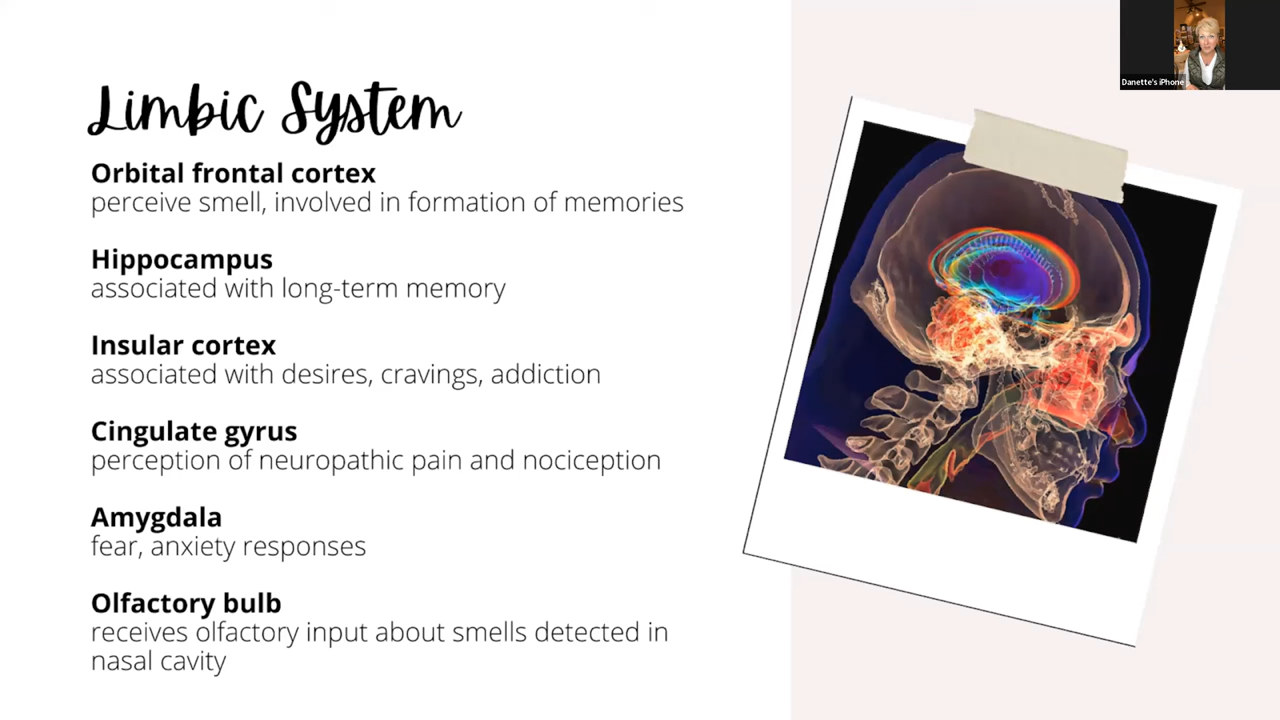 Limbic System
Orbital frontal cortex
perceive smell, involved in formation of memories
Hippocampus
associated with long-term memory
Insular cortex
associated with desires, cravings, addiction
Cingulate gyrus
perception of neuropathic pain and nociception
Amygdala
fear, anxiety responses
Olfactory bulb
receives olfactory input about smells detected in
nasal cavity
Danette's iPhone